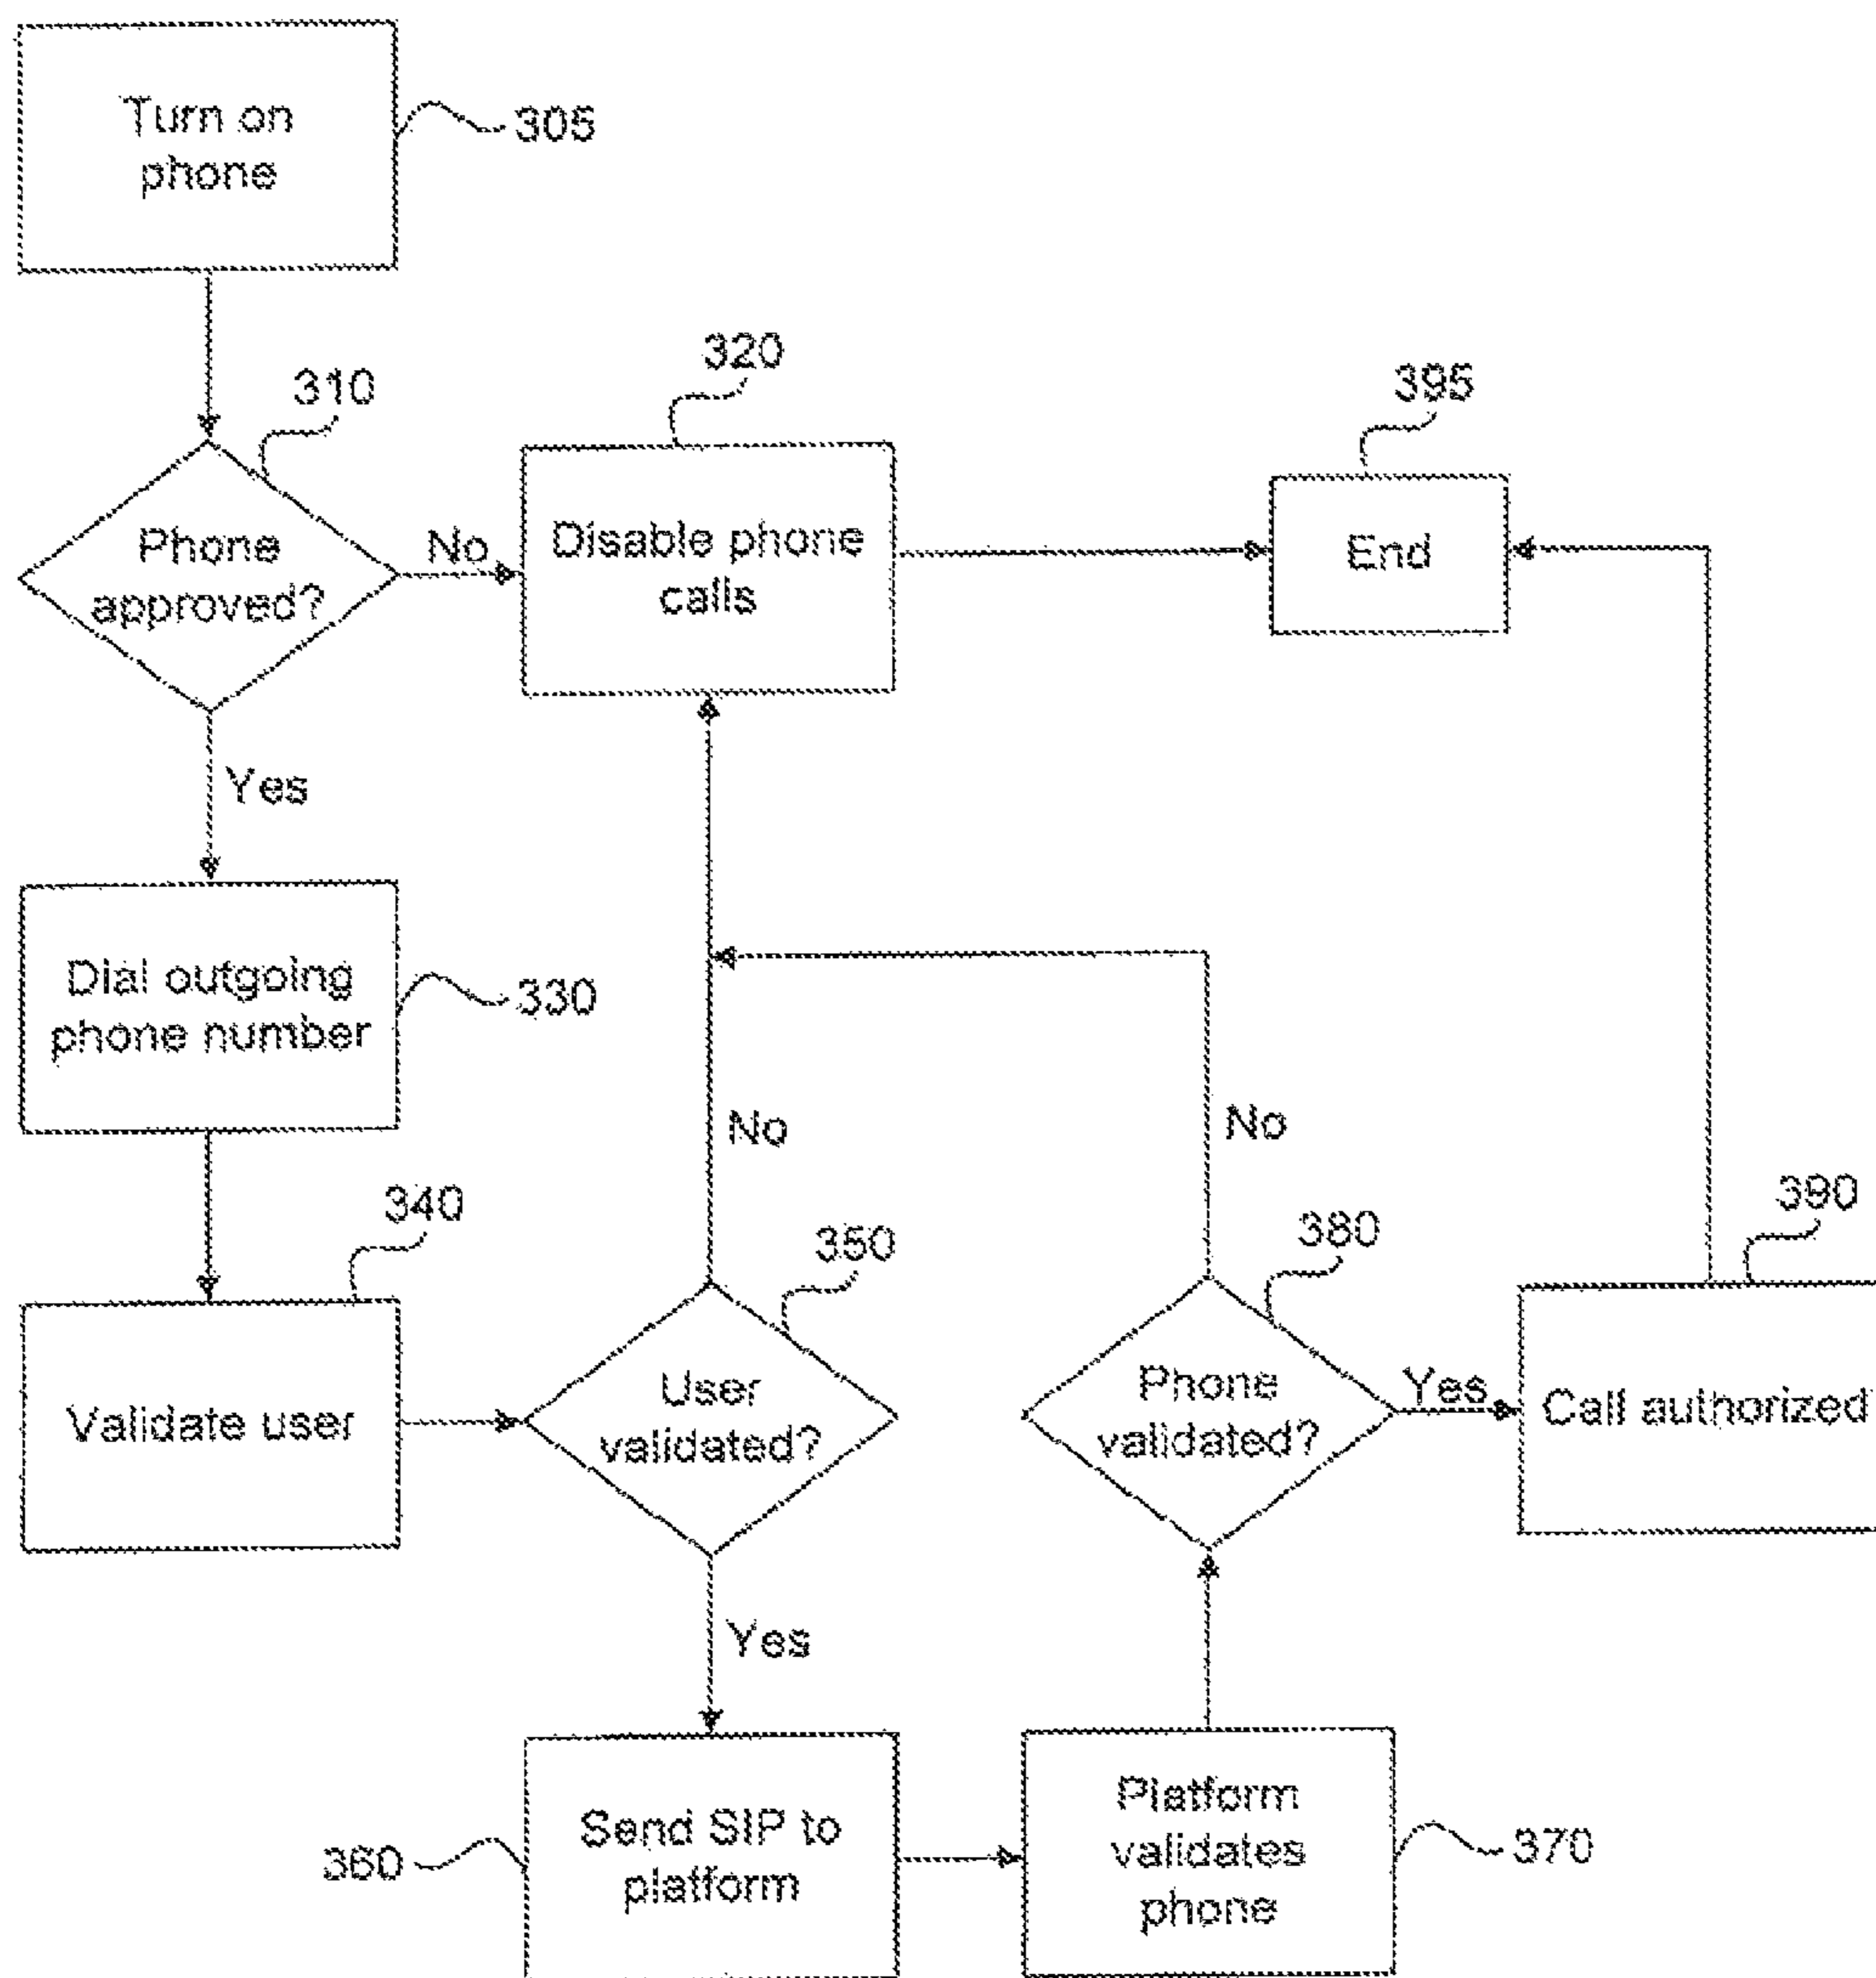 Turn on
phone
305
310
320
395
Phone
approved?
No
Disable phone
calls
End
Yes
Dial outgoing
phone number
330
No
No
340
350
380
390
Validate user
User
validated?
Phone
validated?
Yes
Call authorized
Yes
360
Send SIP to
platform
Platform
validates
phone
370